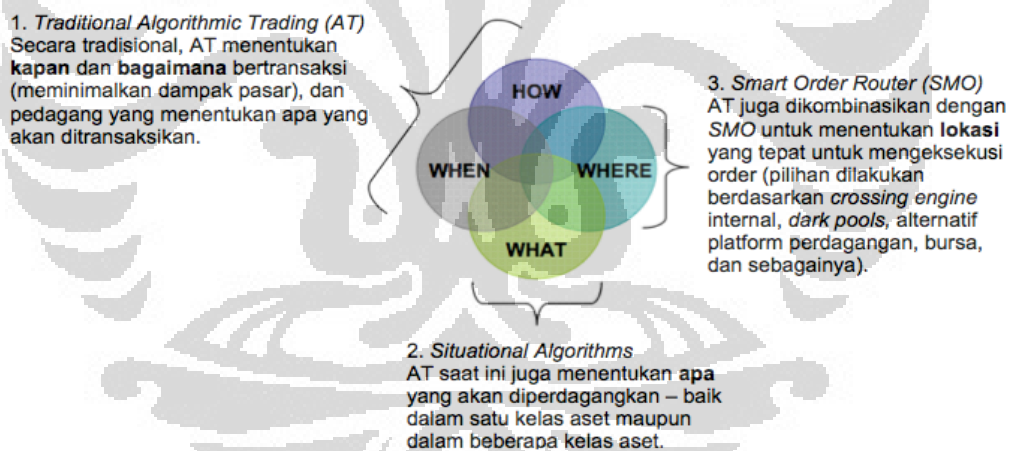 1. Traditional Algorithmic Trading (AT)
Secara tradisional, AT menentukan
kapan dan bagaimana bertransaksi
(meminimalkan dampak pasar), dan
pedagang yang menentukan apa yang
akan ditransaksikan.
HOW
WHEN
WHERE
WHAT
3. Smart Order Router (SMO)
AT juga dikombinasikan dengan
SMO untuk menentukan lokasi
yang tepat untuk mengeksekusi
order (pilihan dilakukan
berdasarkan crossing engine
internal, dark pools, alternatif
platform perdagangan, bursa,
dan sebagainya).
2. Situational Algorithms
AT saat ini juga menentukan apa
yang akan diperdagangkan – baik
dalam satu kelas aset maupun
dalam beberapa kelas aset.